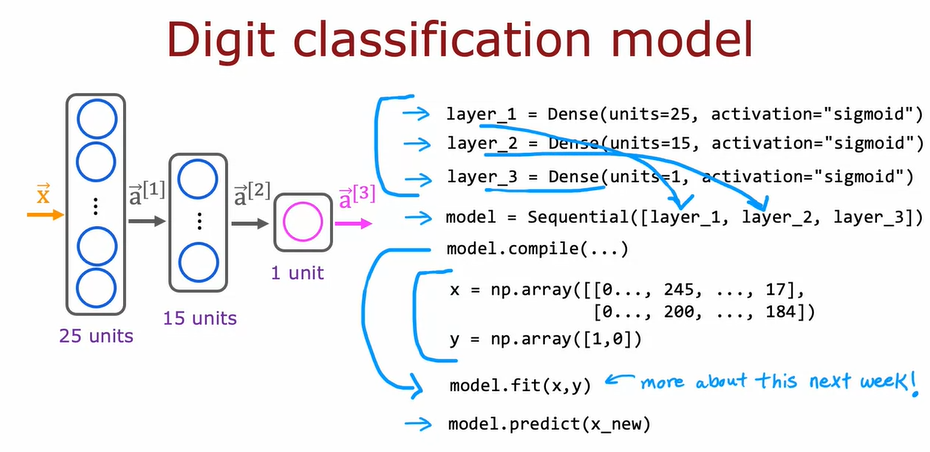 Digit classification model
x
a[1]
a[2]
a[3]
25 units
15 units
1 unit
layer_1 = Dense(units=25, activation="sigmoid")
layer_2 = Dense(units=15, activation="sigmoid")
layer_3 = Dense(units=1, activation="sigmoid")
model = Sequential([layer_1, layer_2, layer_3])
model.compile(...)
x = np.array([[0..., 245, ..., 17],
[0..., 200, ..., 184])
y = np.array([1,0])
model.fit(x,y) more about this next week!
model.predict(x_new)